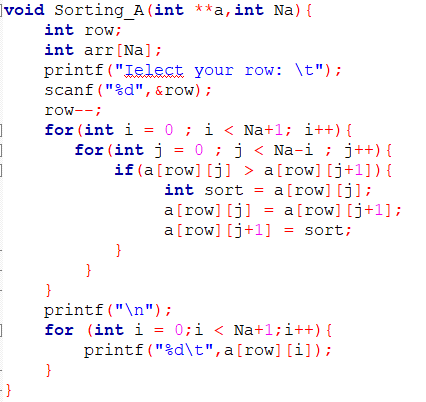 void Sorting_A(int **a,int Na){
int row;
int arr[Na];
printf("Ielect your row: \t");
scanf("%d",&row);
row--;
for(int i = 0 ; i < Na+1; i++){
for(int j = 0 ; j < Na-i ; j++){
if(a[row][j] > a[row][j+1]){
int sort = a[row][j];
a[row][j] = a[row][j+1];
a[row][j+1] = sort;
}
}
}
printf("\n");
for (int i = 0;i < Na+1;i++){
printf("%d\t",a[row][i]);
}
}